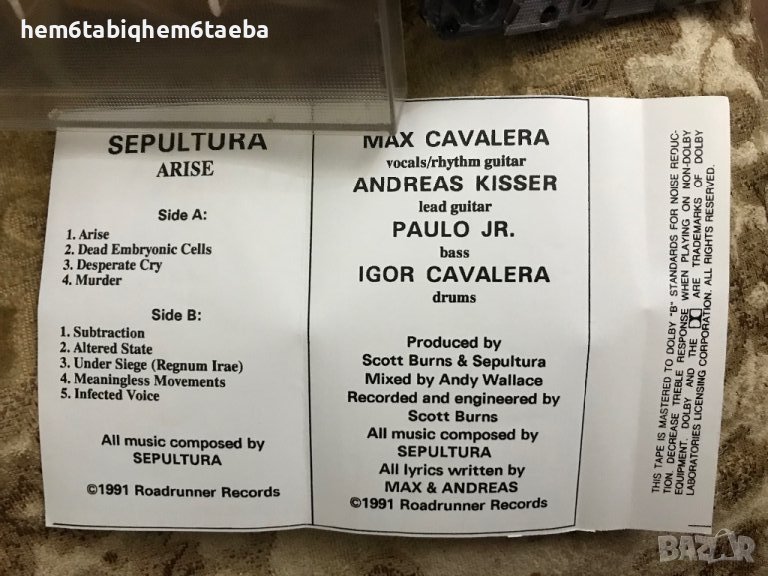 hem6tabiqhem6taeba
SEPULTURA
ARISE
Side A:
1. Arise
2. Dead Embryonic Cells
3. Desperate Cry
4. Murder
Side B:
1. Subtraction
2. Altered State
3. Under Siege (Regnum Irae)
4. Meaningless Movements
5. Infected Voice
All music composed by
SEPULTURA
©1991 Roadrunner Records
MAX CAVALERA
vocals/rhythm guitar
ANDREAS KISSER
lead guitar
PAULO JR.
bass
IGOR CAVALERA
drums
Produced by
Scott Burns & Sepultura
Mixed by Andy Wallace
Recorded and engineered by
Scott Burns
All music composed by
SEPULTURA
All lyrics written by
MAX & ANDREAS
©1991 Roadrunner Records
THIS TAPE IS MASTERED TO DOLBY "B" STANDARDS FOR NOISE REDUC-
TION. DECREASE TREBLE RESPONSE WHEN PLAYING ON NON-DOLBY
EQUIPMENT. DOLBY AND THE ARE TRADEMARKS OF DOLBY
LABORATORIES LICENSING CORPORATION. ALL RIGHTS RESERVED.
BAZAR